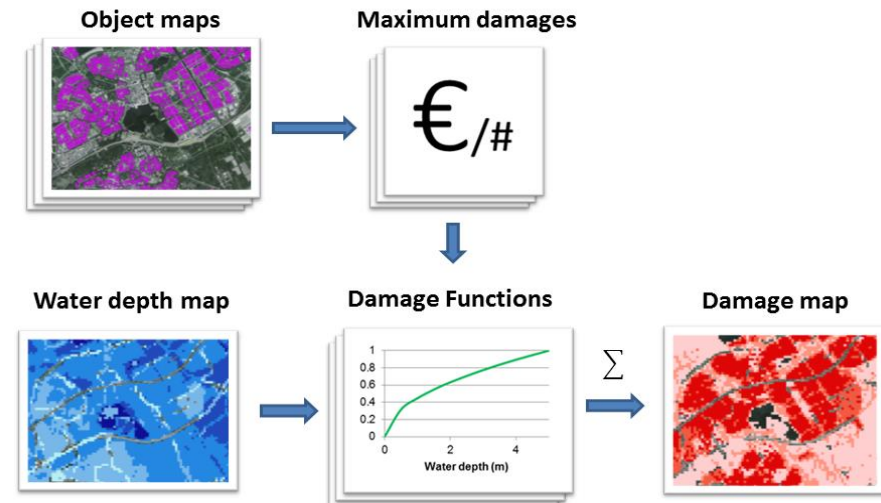 Object maps
Maximum damages
€/#
Water depth map
Damage Functions
Damage map
∑
1
0.8
0.6
0.4
0.2
0
0
2
4
Water depth (m)